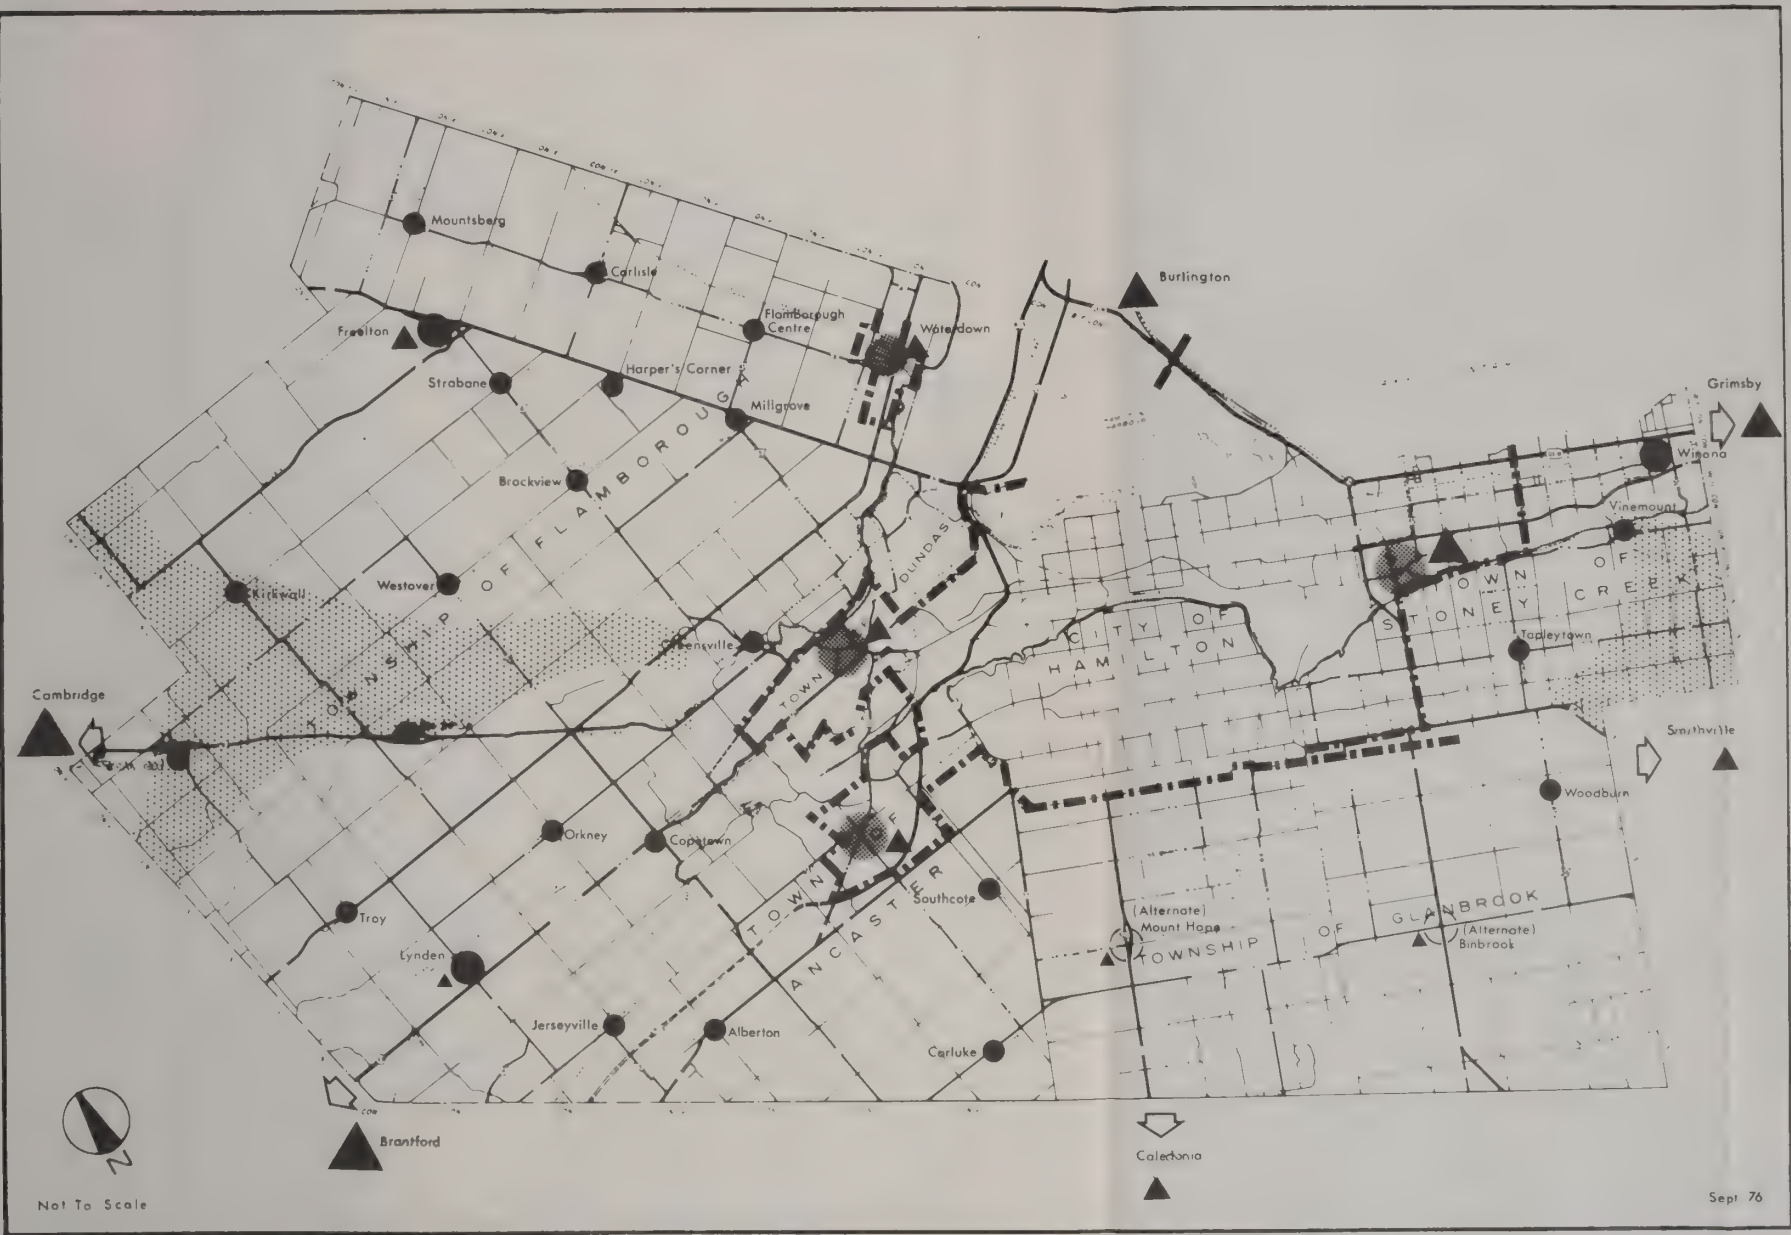 Mountsberg
Carlisle
Burlington
Flamborough
Centre
Waterdown
Freelton
Harper's Corner
Strabane
Millgrove
Grimsby
Winona
Brockview
Vinemount
DUNDAS
TOWN OF
STONEY CREEK
Westover
Kirkwall
TOWNSHIP OF FLAMBOROUGH
CITY OF
HAMILTON
Tapleytown
Greensville
TOWN
Cambridge
Smithville
Woodburn
Orkney
Copetown
TOWN OF
ANCASTER
Southcote
Troy
(Alternate)
Mount Hope
TOWNSHIP OF GLANBROOK
(Alternate)
Binbrook
Lynden
Jerseyville
Alberton
Carluke
CON
N
Brantford
Caledonia
Not To Scale
Sept 76